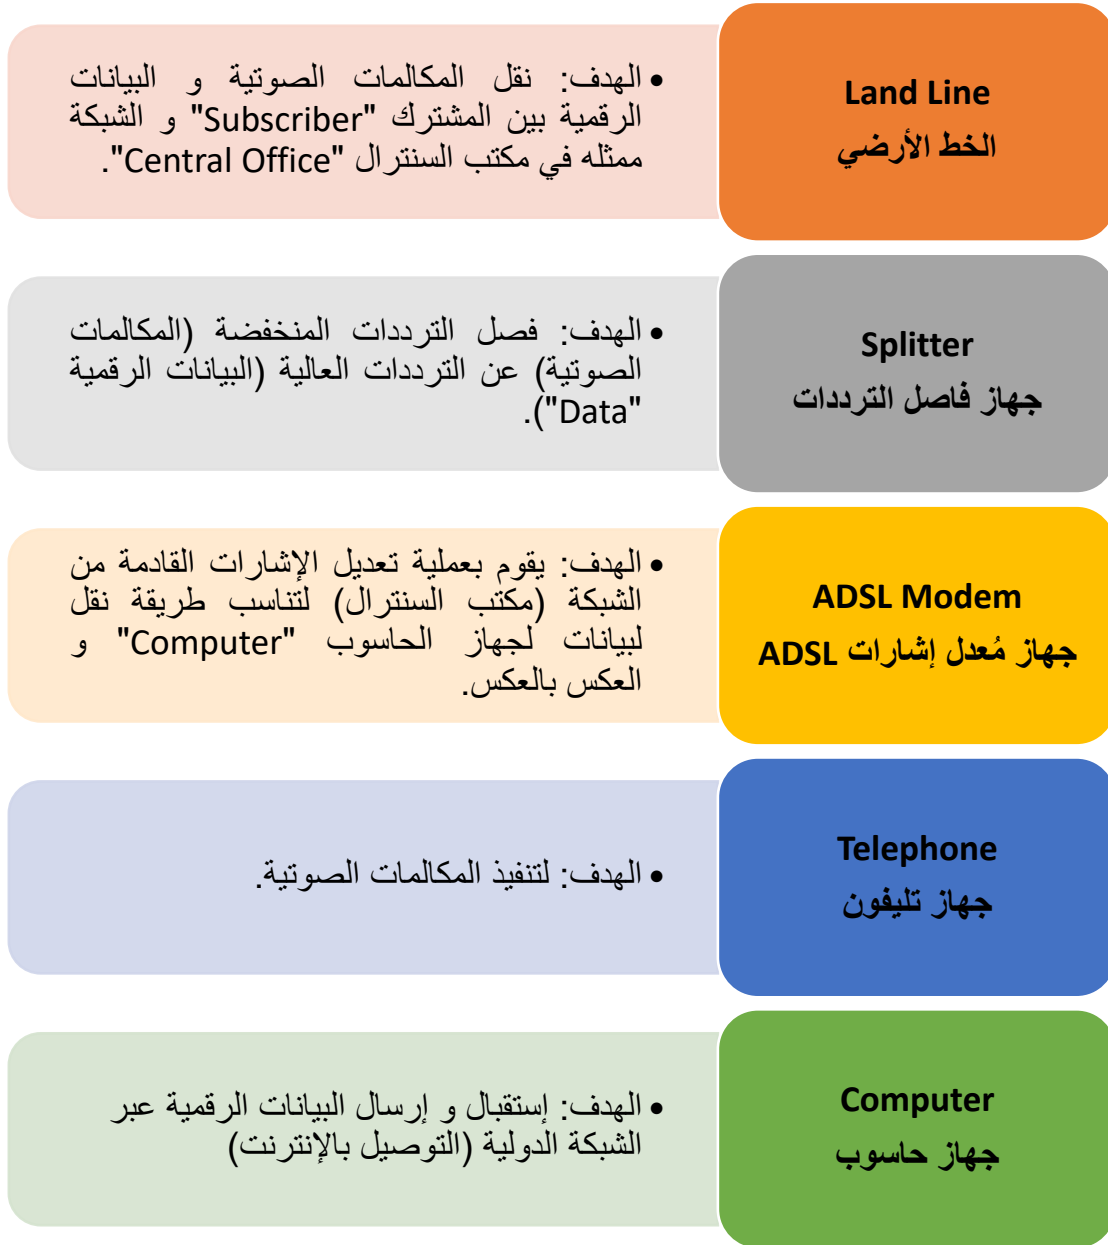 Land Line
الخط الأرضي
• الهدف: نقل المكالمات الصوتية و البيانات
الرقمية بين المشترك "Subscriber" و الشبكة
ممثله في مكتب السنترال "Central Office".
Splitter
جهاز فاصل الترددات
• الهدف: فصل الترددات المنخفضة (المكالمات
الصوتية) عن الترددات العالية (البيانات الرقمية
"Data").
ADSL Modem
جهاز مُعدل إشارات ADSL
• الهدف: يقوم بعملية تعديل الإشارات القادمة من
الشبكة (مكتب السنترال) لتناسب طريقة نقل
لبيانات لجهاز الحاسوب "Computer" و
العكس بالعكس.
Telephone
جهاز تليفون
• الهدف: لتنفيذ المكالمات الصوتية.
Computer
جهاز حاسوب
• الهدف: إستقبال و إرسال البيانات الرقمية عبر
الشبكة الدولية (التوصيل بالإنترنت)